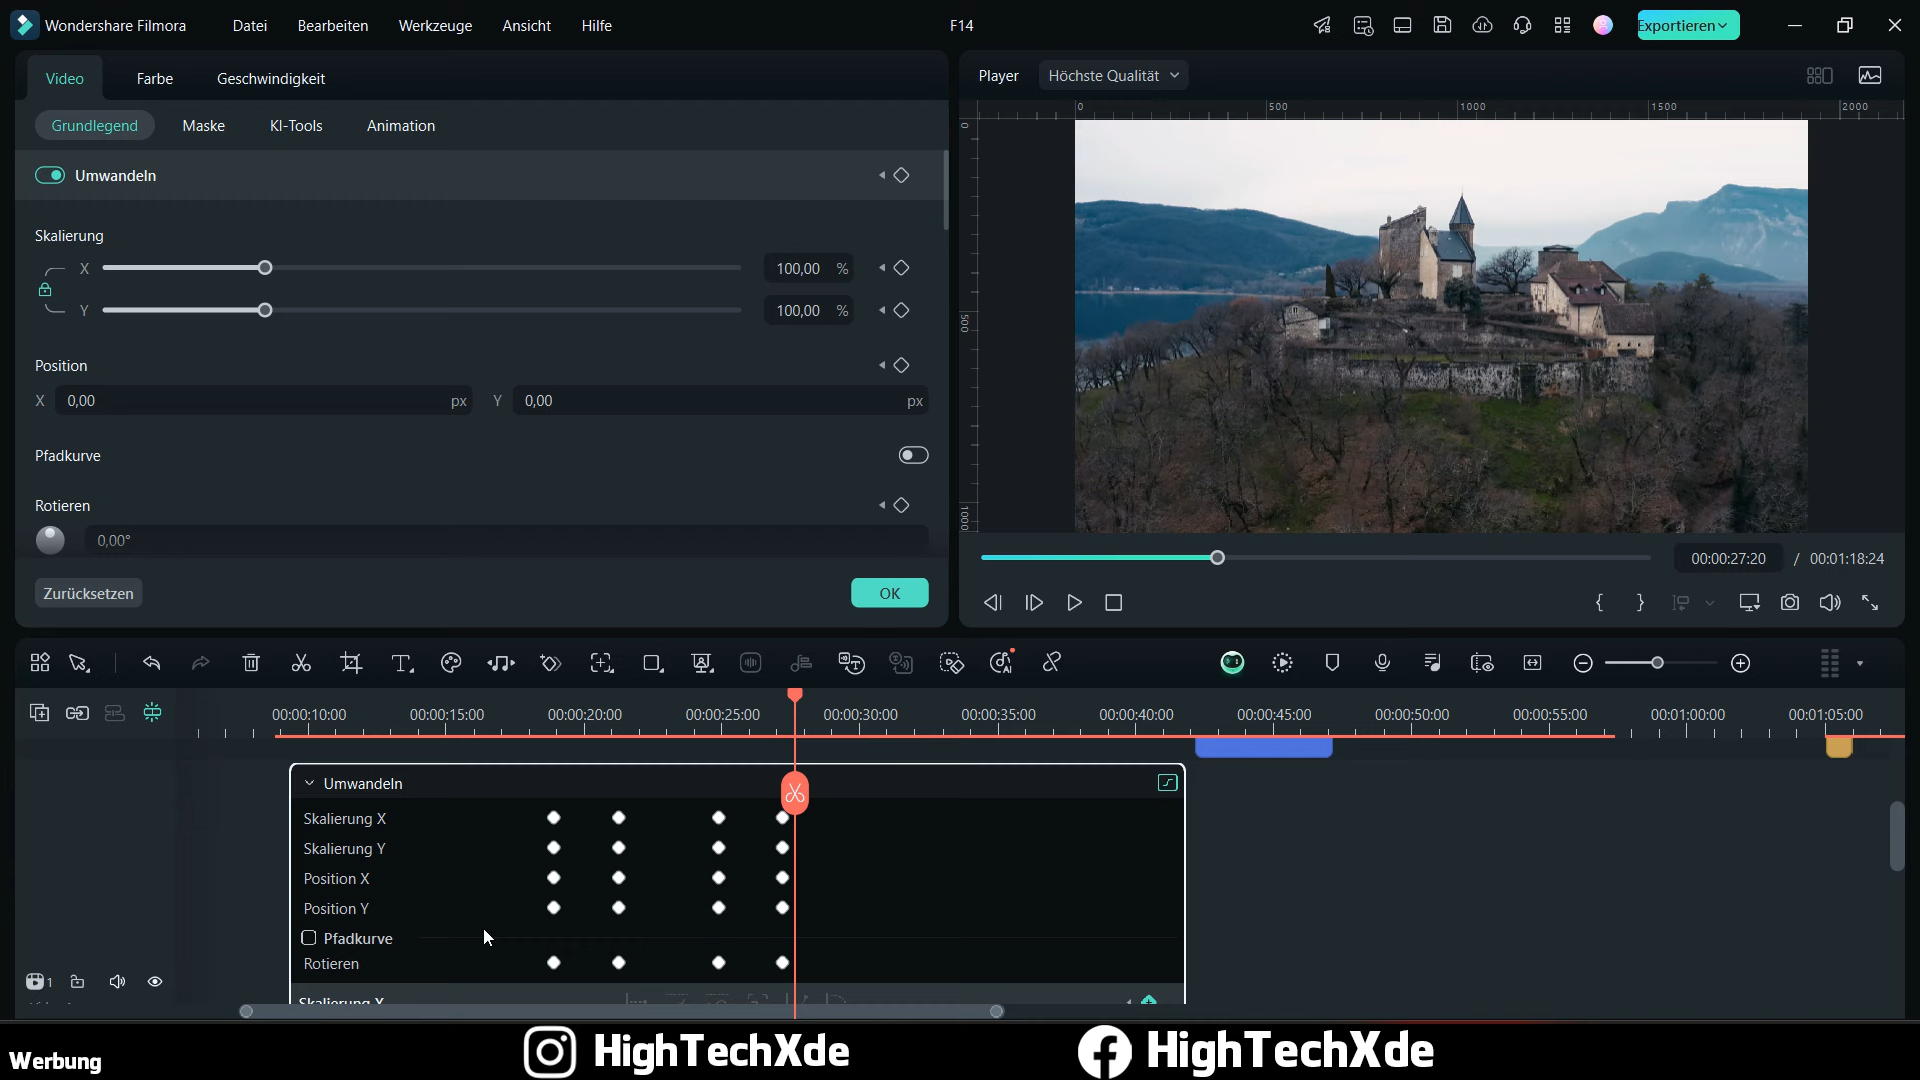 Wondershare Filmora Datei Bearbeiten Werkzeuge Ansicht Hilfe F14 Exportieren
Video Farbe Geschwindigkeit
Player Höchste Qualität
Grundlegend Maske KI-Tools Animation
0 500 1000 1500 2000
0
500
1000
Umwandeln
Skalierung
X 100,00 %
Y 100,00 %
Position
X 0,00 px Y 0,00 px
Pfadkurve
Rotieren
0,00°
Zurücksetzen OK
00:00:27:20 / 00:01:18:24
00:00:10:00 00:00:15:00 00:00:20:00 00:00:25:00 00:00:30:00 00:00:35:00 00:00:40:00 00:00:45:00 00:00:50:00 00:00:55:00 00:01:00:00 00:01:05:00
Umwandeln
Skalierung X
Skalierung Y
Position X
Position Y
Pfadkurve
Rotieren
1
Skalierung X
HighTechXde HighTechXde
Werbung